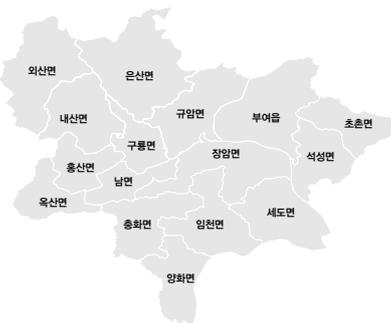 외산면
은산면
내산면
규암면
부여읍
초촌면
구룡면
장암면
석성면
홍산면
남면
옥산면
충화면
임천면
세도면
양화면